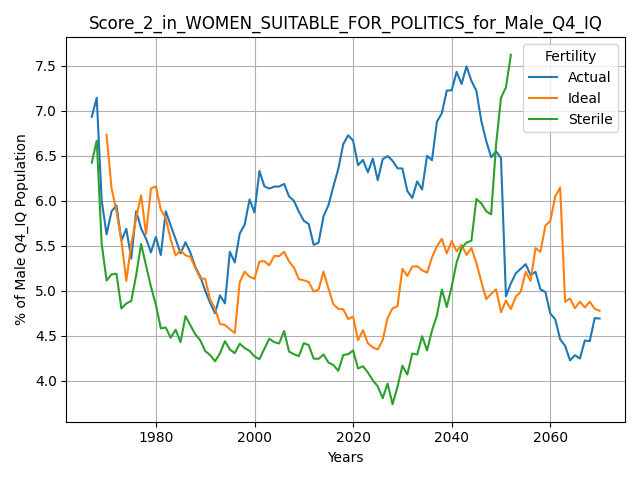 Score_2_in_WOMEN_SUITABLE_FOR_POLITICS_for_Male_Q4_IQ
Fertility
Actual
Ideal
Sterile
% of Male Q4_IQ Population
7.5
7.0
6.5
6.0
5.5
5.0
4.5
4.0
1980 2000 2020 2040 2060
Years